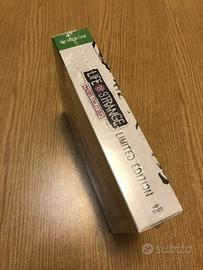 XBOX ONE
LIFE IS
STRANGE
LIMITED EDITION
subito